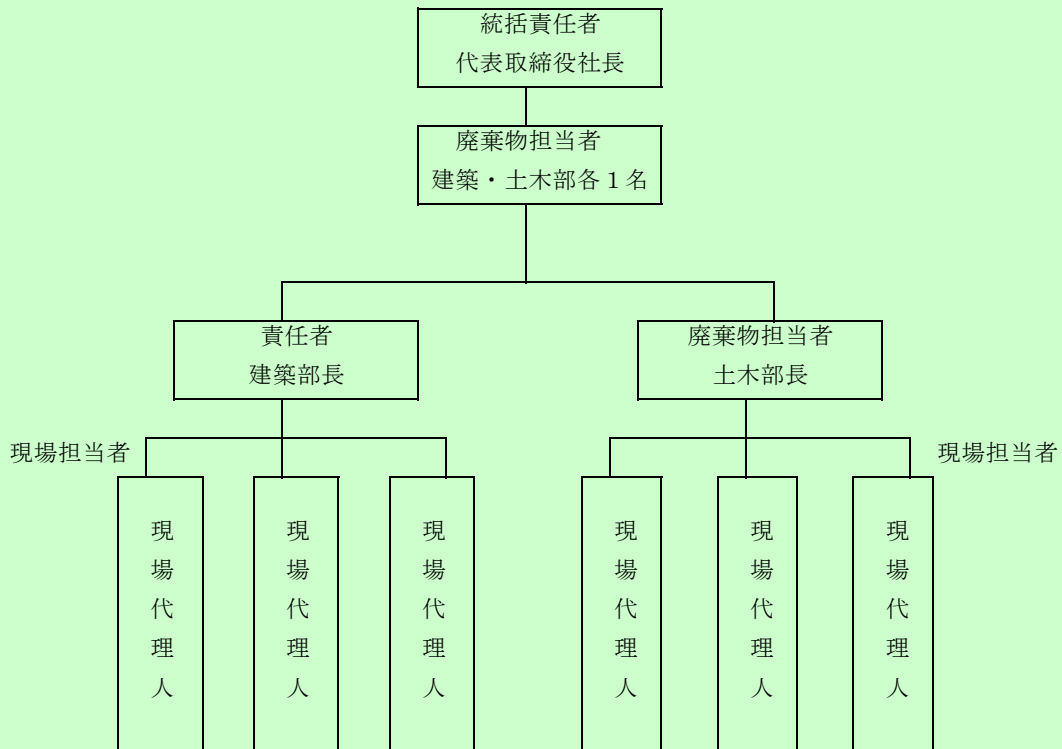 統括責任者
代表取締役社長
廃棄物担当者
建築・土木部各１名
責任者
建築部長
廃棄物担当者
土木部長
現場担当者
現場担当者
現場代理人
現場代理人
現場代理人
現場代理人
現場代理人
現場代理人